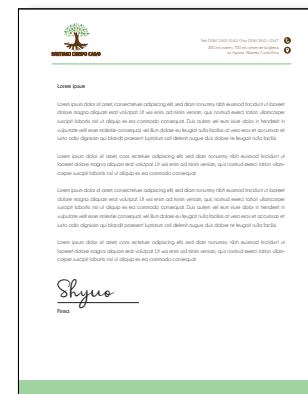 SANTIAGO CRESPO CALVO
Lorem ipsum
Lorem ipsum dolor sit amet, consectetuer adipiscing elit, sed diam nonummy nibh euismod tincidunt ut laoreet
dolore magna aliquam erat volutpat. Ut wisi enim ad minim veniam, quis nostrud exerci tation ullamcorper
suscipit lobortis nisl ut aliquip ex ea commodo consequat. Duis autem vel eum iriure dolor in hendrerit in
vulputate velit esse molestie consequat, vel illum dolore eu feugiat nulla facilisis at vero eros et accumsan et
iusto odio dignissim qui blandit praesent luptatum zzril delenit augue duis dolore te feugait nulla facilisi.
Lorem ipsum dolor sit amet, cons ectetuer adipiscing elit, sed diam nonummy nibh euismod tincidunt ut
laoreet dolore magna aliquam erat volutpat. Ut wisi enim ad minim veniam, quis nostrud exerci tation ullam-
corper suscipit lobortis nisl ut aliquip ex ea commodo consequat.
Lorem ipsum dolor sit amet, cons ectetuer adipiscing elit, sed diam nonummy nibh euismod tincidunt ut laoreet
dolore magna aliquam erat volutpat. Ut wisi enim ad minim veniam, quis nostrud exerci tation ullamcorper
suscipit lobortis nisl ut aliquip ex ea commodo consequat. Duis autem vel eum iriure dolor in hendrerit in
vulputate velit esse molestie consequat, vel illum dolore eu feugiat nulla facilisis at vero eros et accumsan et
iusto odio dignissim qui blandit praesent luptatum zzril delenit augue duis dolore te feugait nulla facilisi.
Lorem ipsum dolor sit amet, cons ectetuer adipiscing elit, sed diam nonummy nibh euismod tincidunt ut
laoreet dolore magna aliquam erat volutpat. Ut wisi enim ad minim veniam, quis nostrud exerci tation ullam-
corper suscipit lobortis nisl ut aliquip ex ea commodo consequat.
Firma